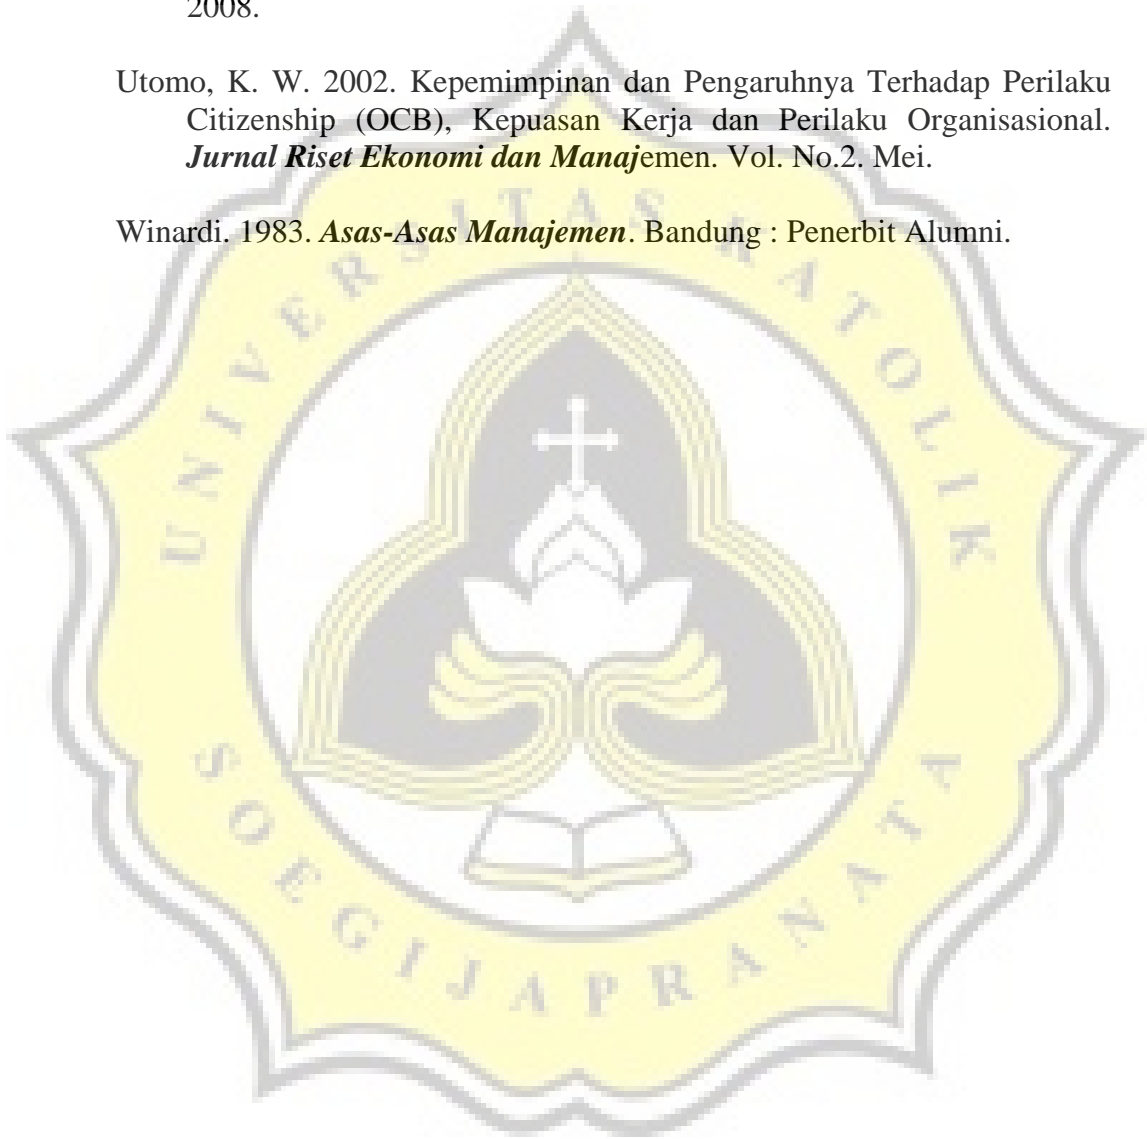 2008.
Utomo, K. W. 2002. Kepemimpinan dan Pengaruhnya Terhadap Perilaku
Citizenship (OCB), Kepuasan Kerja dan Perilaku Organisasional.
Jurnal Riset Ekonomi dan Manajemen. Vol. No.2. Mei.
Winardi. 1983. Asas-Asas Manajemen. Bandung : Penerbit Alumni.
UNIVERSITAS KATOLIK
SOEGIJAPRANATA